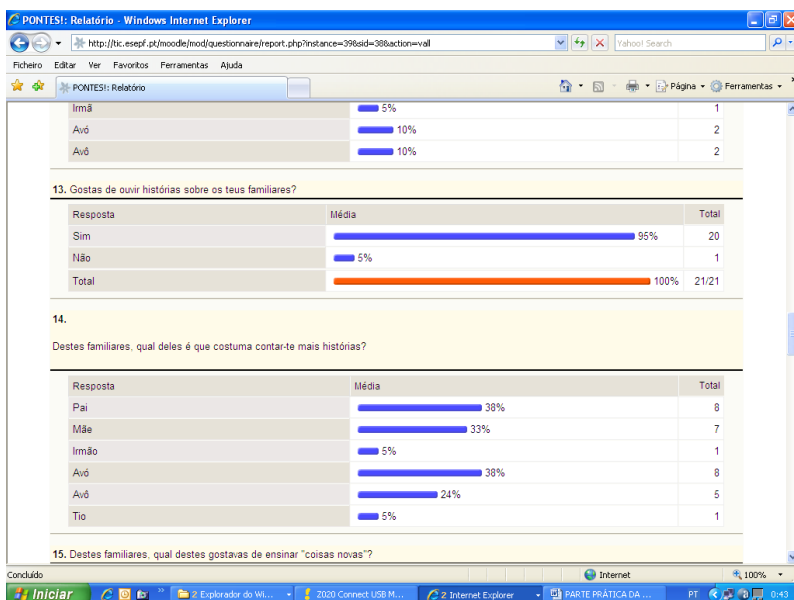 PONTES!: Relatório - Windows Internet Explorer
http://tic.esepf.pt/moodle/mod/questionnaire/report.php?instance=39&sid=38&action=vall
Yahoo! Search
Ficheiro Editar Ver Favoritos Ferramentas Ajuda
PONTES!: Relatório
Página Ferramentas
Irmã 5% 1
Avó 10% 2
Avô 10% 2
13. Gostas de ouvir histórias sobre os teus familiares?
Resposta Média Total
Sim 95% 20
Não 5% 1
Total 100% 21/21
14.
Destes familiares, qual deles é que costuma contar-te mais histórias?
Resposta Média Total
Pai 38% 8
Mãe 33% 7
Irmão 5% 1
Avó 38% 8
Avô 24% 5
Tio 5% 1
15. Destes familiares, qual destes gostavas de ensinar "coisas novas"?
Concluído Internet 100%
Iniciar 2 Explorador do Wi... 2020 Connect USB M... 2 Internet Explorer PARTE PRÁTICA DA ... PT 0:43